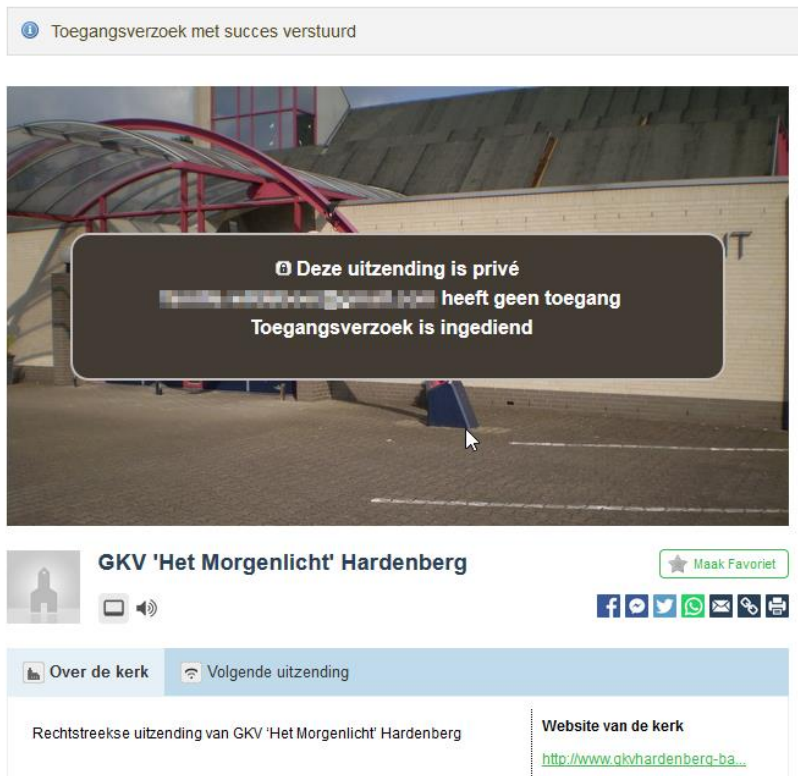 Toegangsverzoek met succes verstuurd
NT
Deze uitzending is privé
heeft geen toegang
Toegangsverzoek is ingediend
GKV 'Het Morgenlicht' Hardenberg
Maak Favoriet
Over de kerk
Volgende uitzending
Rechtstreekse uitzending van GKV 'Het Morgenlicht' Hardenberg
Website van de kerk
http://www.gkvhardenberg-ba...